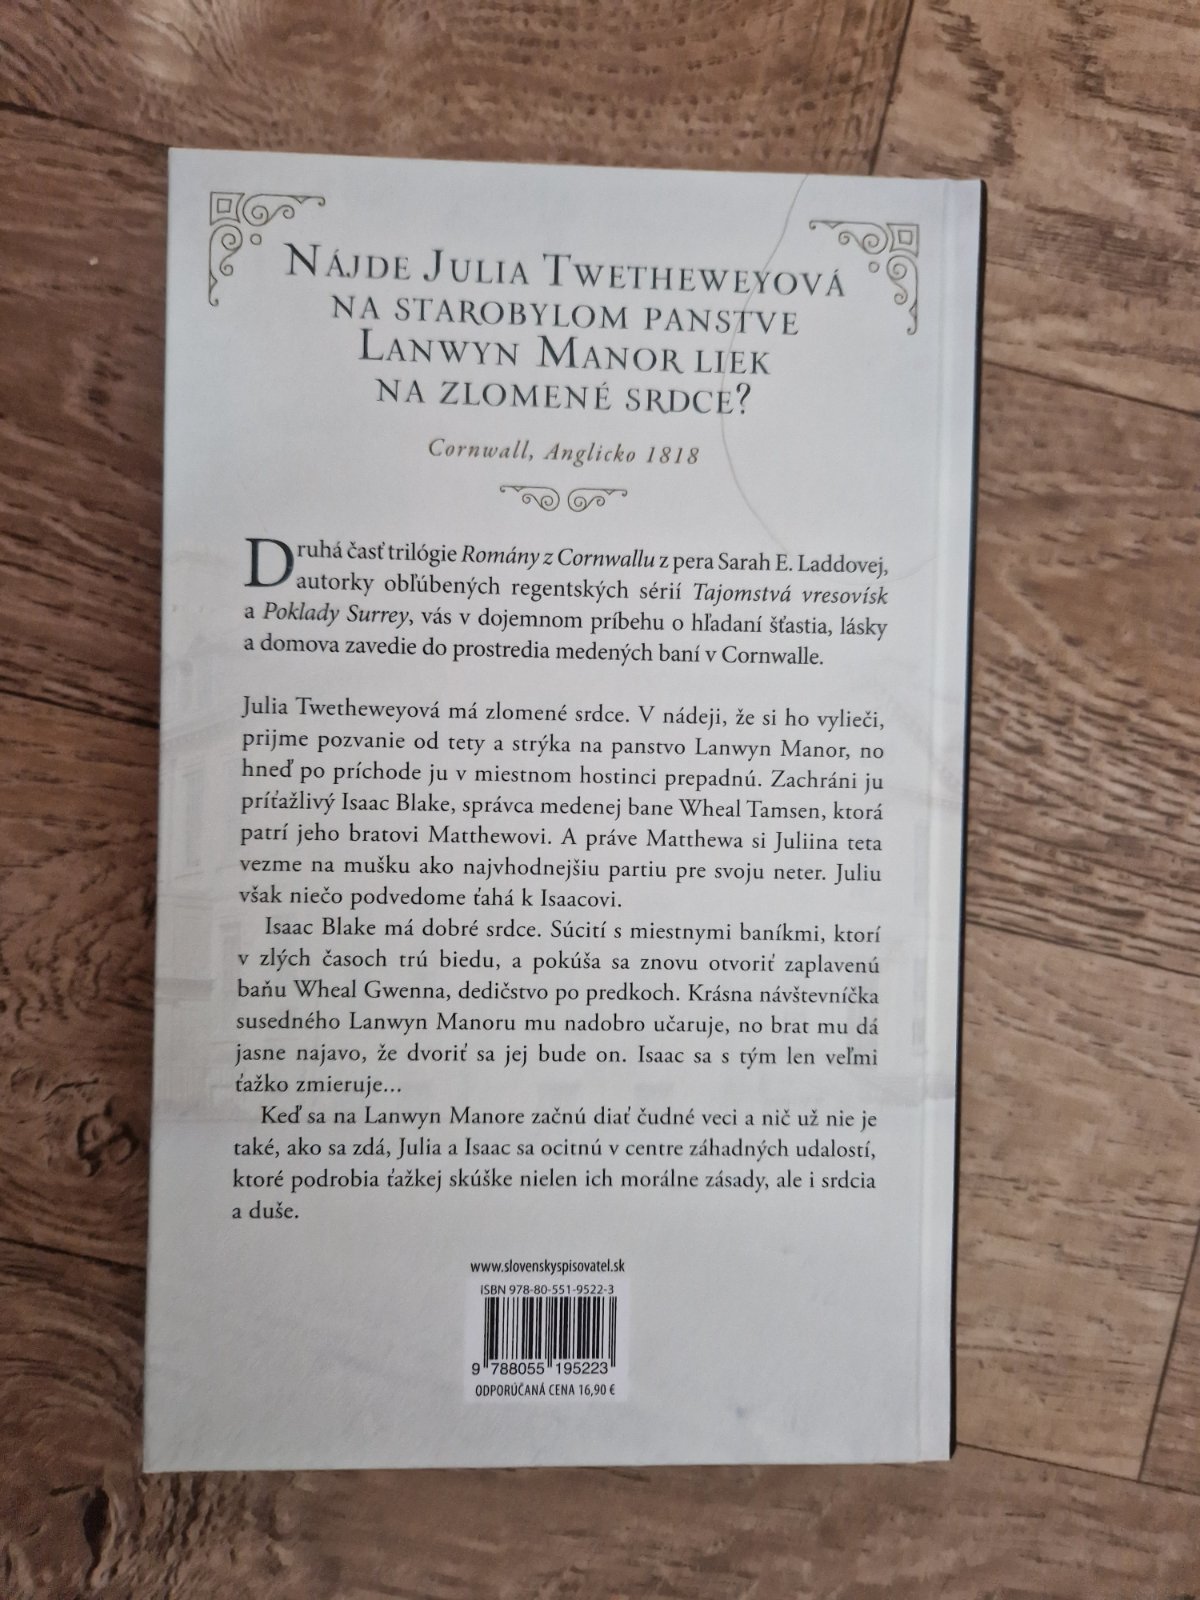 Nájde Julia Twetheweyová
na starobylom panstve
Lanwyn Manor liek
na zlomené srdce?
Cornwall, Anglicko 1818
Druhá časť trilógie Romány z Cornwallu z pera Sarah E. Laddovej,
autorky obľúbených regentských sérií Tajomstvá vresovísk
a Poklady Surrey, vás v dojemnom príbehu o hľadaní šťastia, lásky
a domova zavedie do prostredia medených baní v Cornwalle.
Julia Twetheweyová má zlomené srdce. V nádeji, že si ho vylieči,
prijme pozvanie od tety a strýka na panstvo Lanwyn Manor, no
hneď po príchode ju v miestnom hostinci prepadnú. Zachráni ju
príťažlivý Isaac Blake, správca medenej bane Wheal Tamsen, ktorá
patrí jeho bratovi Matthewovi. A práve Matthewa si Juliina teta
vezme na mušku ako najvhodnejšiu partiu pre svoju neter. Juliu
však niečo podvedome ťahá k Isaacovi.
Isaac Blake má dobré srdce. Súcití s miestnymi baníkmi, ktorí
v zlých časoch trú biedu, a pokúša sa znovu otvoriť zaplavenú
baňu Wheal Gwenna, dedičstvo po predkoch. Krásna návštevníčka
susedného Lanwyn Manoru mu nadobro učaruje, no brat mu dá
jasne najavo, že dvoriť sa jej bude on. Isaac sa s tým len veľmi
ťažko zmieruje...
Keď sa na Lanwyn Manore začnú diať čudné veci a nič už nie je
také, ako sa zdá, Julia a Isaac sa ocitnú v centre záhadných udalostí,
ktoré podrobia ťažkej skúške nielen ich morálne zásady, ale i srdcia
a duše.
www.slovenskyspisovatel.sk
ISBN 978-80-551-9522-3
9 788055 195223
ODPORÚČANÁ CENA 16,90 €